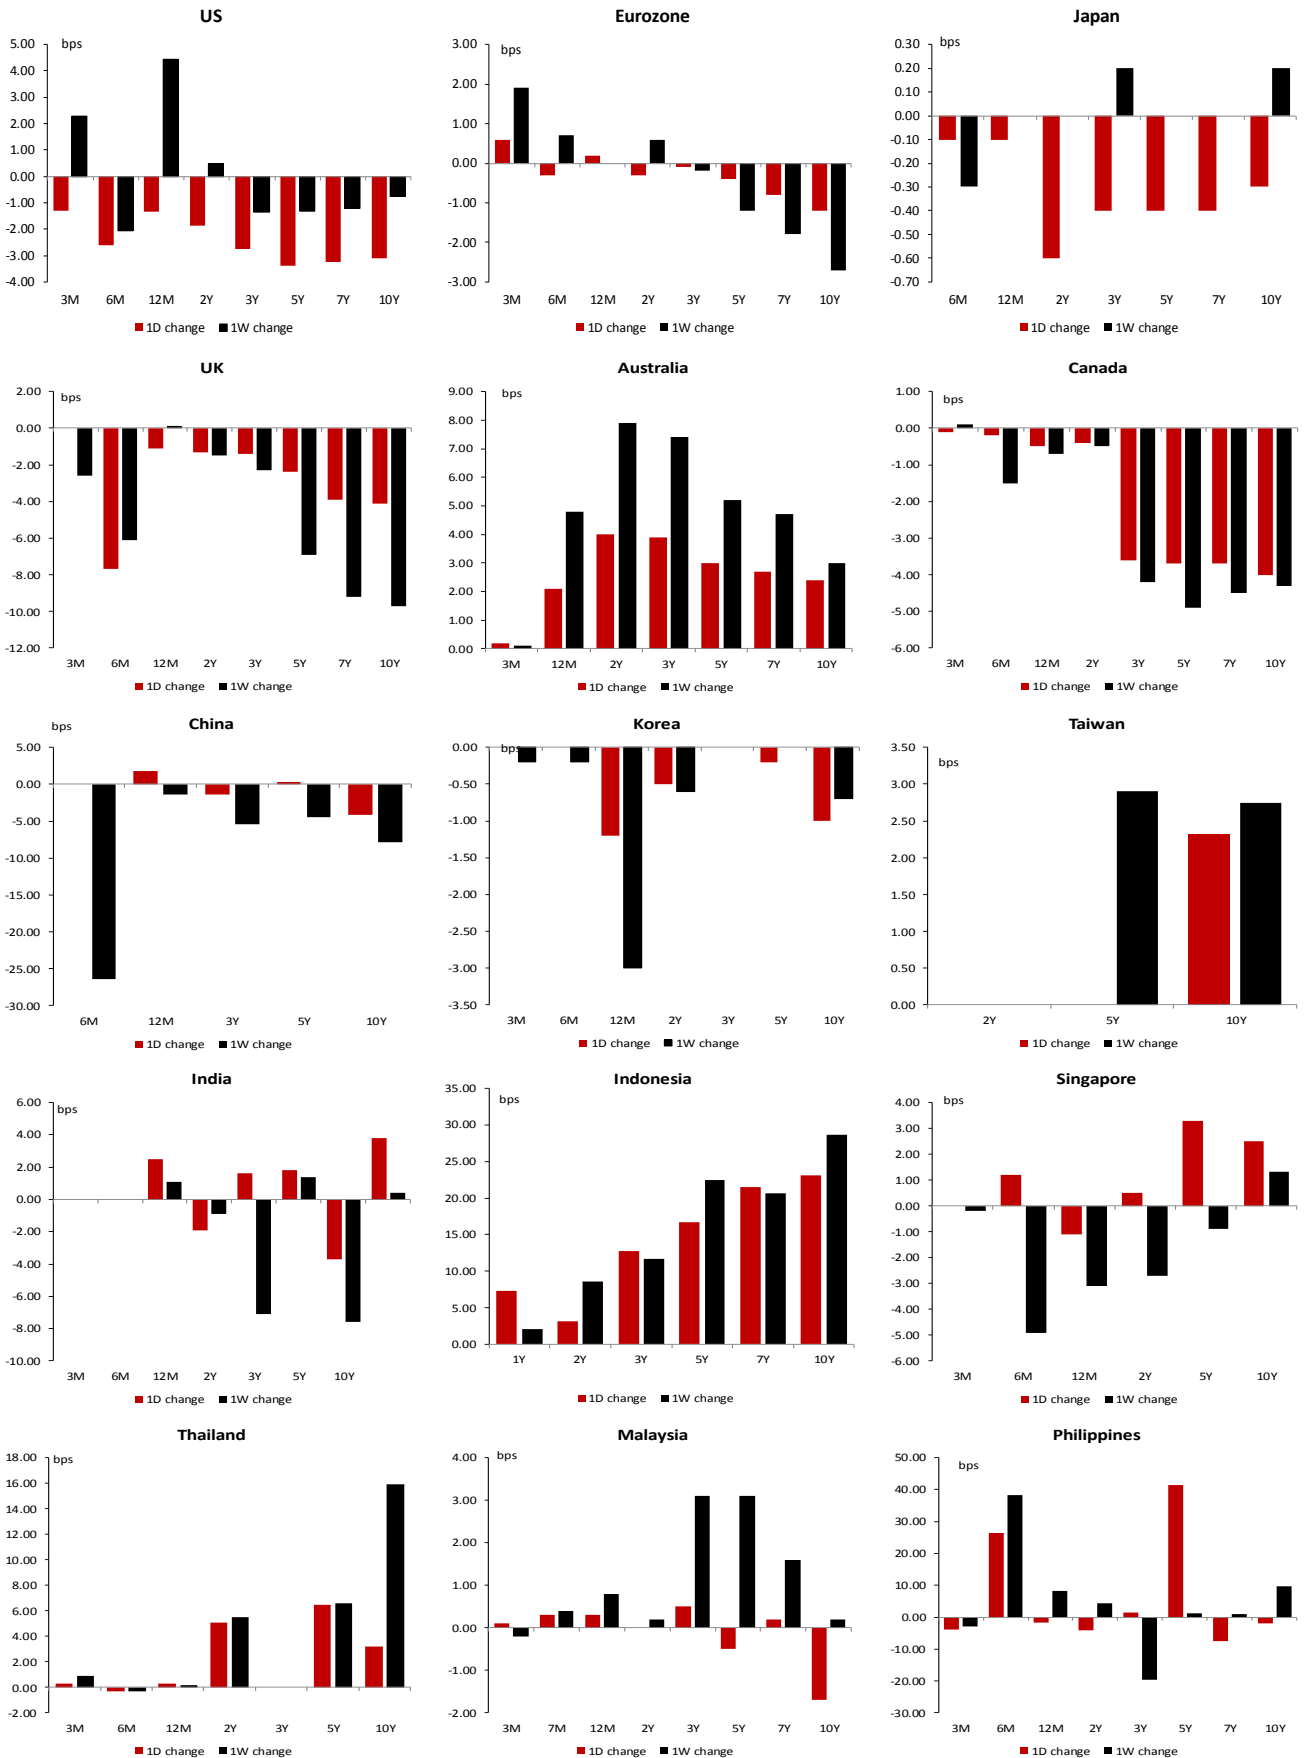 US
bps
5.00
4.00
3.00
2.00
1.00
0.00
-1.00
-2.00
-3.00
-4.00
3M 6M 12M 2Y 3Y 5Y 7Y 10Y
1D change 1W change
Eurozone
bps
3.00
2.00
1.00
0.00
-1.00
-2.00
-3.00
3M 6M 12M 2Y 3Y 5Y 7Y 10Y
1D change 1W change
Japan
bps
0.30
0.20
0.10
0.00
-0.10
-0.20
-0.30
-0.40
-0.50
-0.60
-0.70
6M 12M 2Y 3Y 5Y 7Y 10Y
1D change 1W change
UK
bps
2.00
0.00
-2.00
-4.00
-6.00
-8.00
-10.00
-12.00
3M 6M 12M 2Y 3Y 5Y 7Y 10Y
1D change 1W change
Australia
bps
9.00
8.00
7.00
6.00
5.00
4.00
3.00
2.00
1.00
0.00
3M 12M 2Y 3Y 5Y 7Y 10Y
1D change 1W change
Canada
bps
1.00
0.00
-1.00
-2.00
-3.00
-4.00
-5.00
-6.00
3M 6M 12M 2Y 3Y 5Y 7Y 10Y
1D change 1W change
China
bps
5.00
0.00
-5.00
-10.00
-15.00
-20.00
-25.00
-30.00
6M 12M 3Y 5Y 10Y
1D change 1W change
Korea
bps
0.00
-0.50
-1.00
-1.50
-2.00
-2.50
-3.00
-3.50
3M 6M 12M 2Y 3Y 5Y 10Y
1D change 1W change
Taiwan
bps
3.50
3.00
2.50
2.00
1.50
1.00
0.50
0.00
2Y 5Y 10Y
1D change 1W change
India
bps
6.00
4.00
2.00
0.00
-2.00
-4.00
-6.00
-8.00
-10.00
3M 6M 12M 2Y 3Y 5Y 10Y
1D change 1W change
Indonesia
bps
35.00
30.00
25.00
20.00
15.00
10.00
5.00
0.00
1Y 2Y 3Y 5Y 7Y 10Y
1D change 1W change
Singapore
bps
4.00
3.00
2.00
1.00
0.00
-1.00
-2.00
-3.00
-4.00
-5.00
-6.00
3M 6M 12M 2Y 5Y 10Y
1D change 1W change
Thailand
bps
18.00
16.00
14.00
12.00
10.00
8.00
6.00
4.00
2.00
0.00
-2.00
3M 6M 12M 2Y 3Y 5Y 10Y
1D change 1W change
Malaysia
bps
4.00
3.00
2.00
1.00
0.00
-1.00
-2.00
3M 7M 12M 2Y 3Y 5Y 7Y 10Y
1D change 1W change
Philippines
bps
50.00
40.00
30.00
20.00
10.00
0.00
-10.00
-20.00
-30.00
3M 6M 12M 2Y 3Y 5Y 7Y 10Y
1D change 1W change